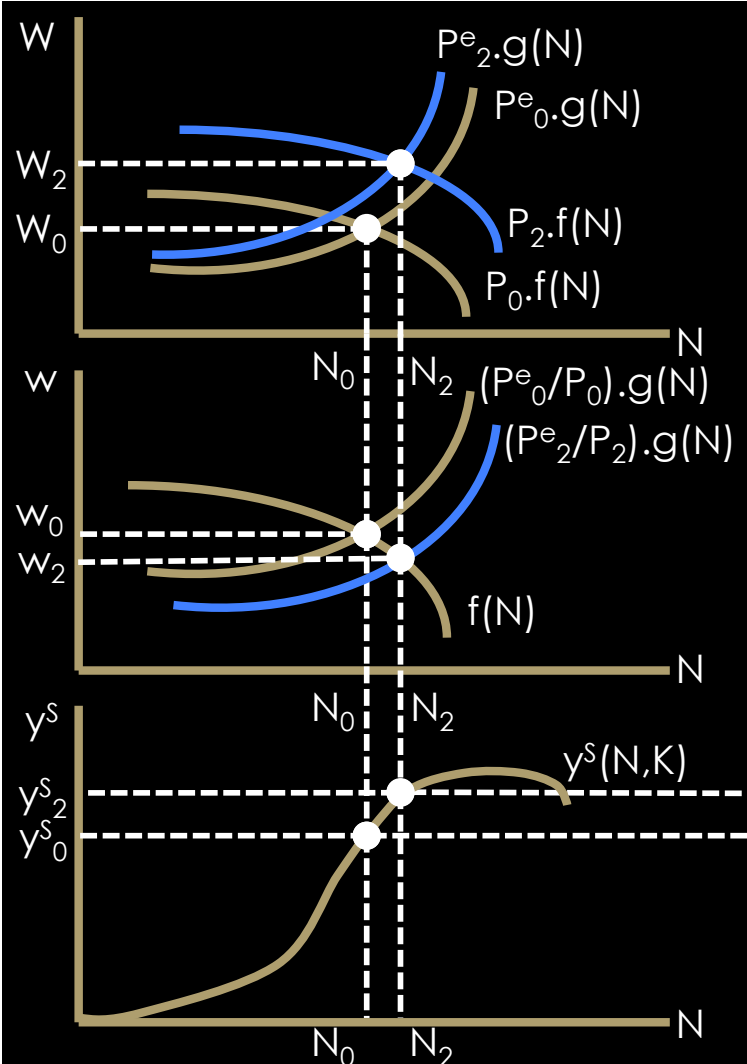 W
Pᵉ₂.g(N)
Pᵉ₀.g(N)
W₂
W₀
P₂.f(N)
P₀.f(N)
N
N₀ N₂
w
(Pᵉ₀/P₀).g(N)
(Pᵉ₂/P₂).g(N)
w₀
w₂
f(N)
N
N₀ N₂
yˢ
yˢ(N,K)
yˢ₂
yˢ₀
N
N₀ N₂